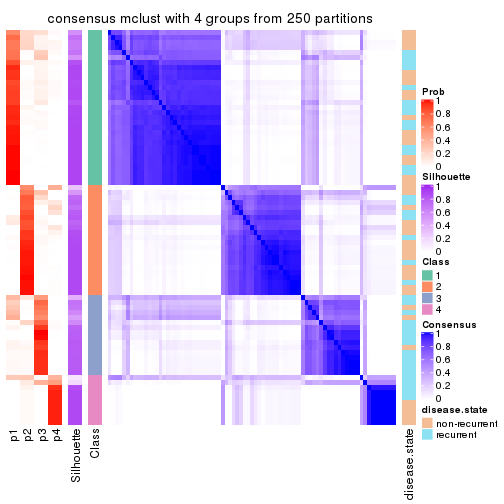 consensus mclust with 4 groups from 250 partitions
p1
p2
p3
p4
Silhouette
Class
disease.state
Prob
1
0.8
0.6
0.4
0.2
0
Silhouette
1
0.8
0.6
0.4
0.2
0
Class
1
2
3
4
Consensus
1
0.8
0.6
0.4
0.2
0
disease.state
non-recurrent
recurrent